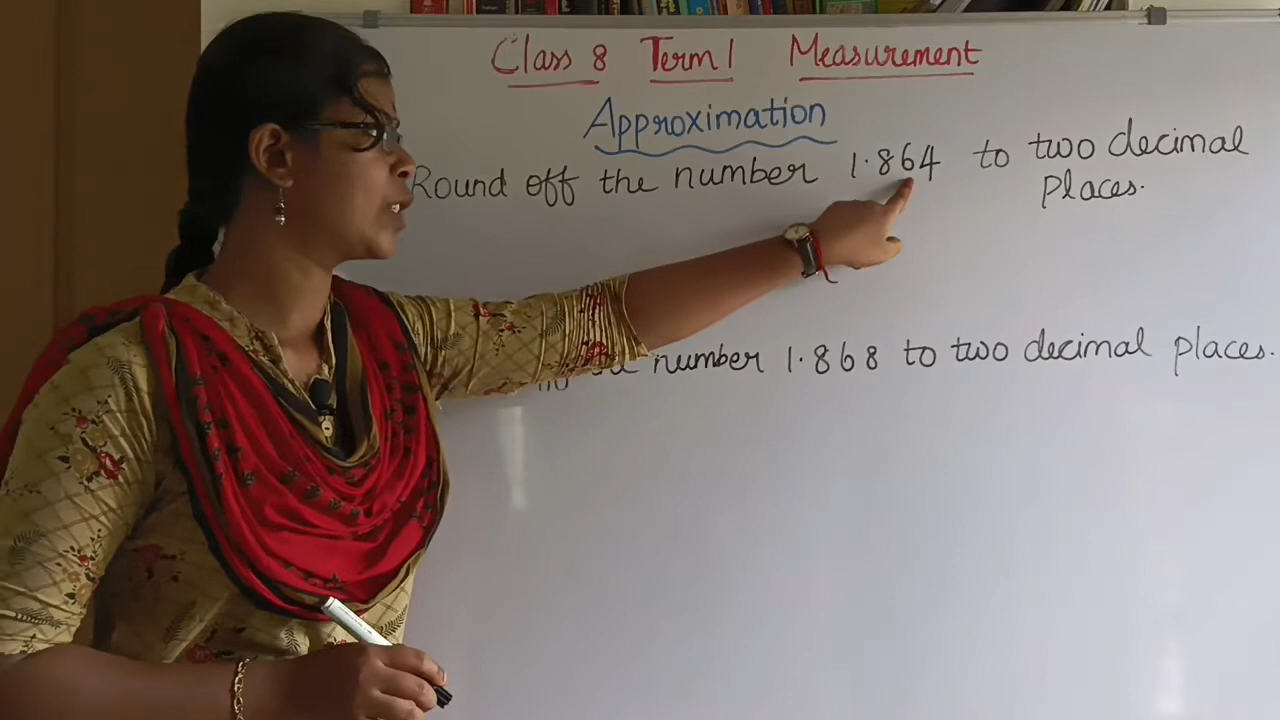 Class 8 Term 1 Measurement
Approximation
Round off the number 1.864 to two decimal
places.
number 1.868 to two decimal places.